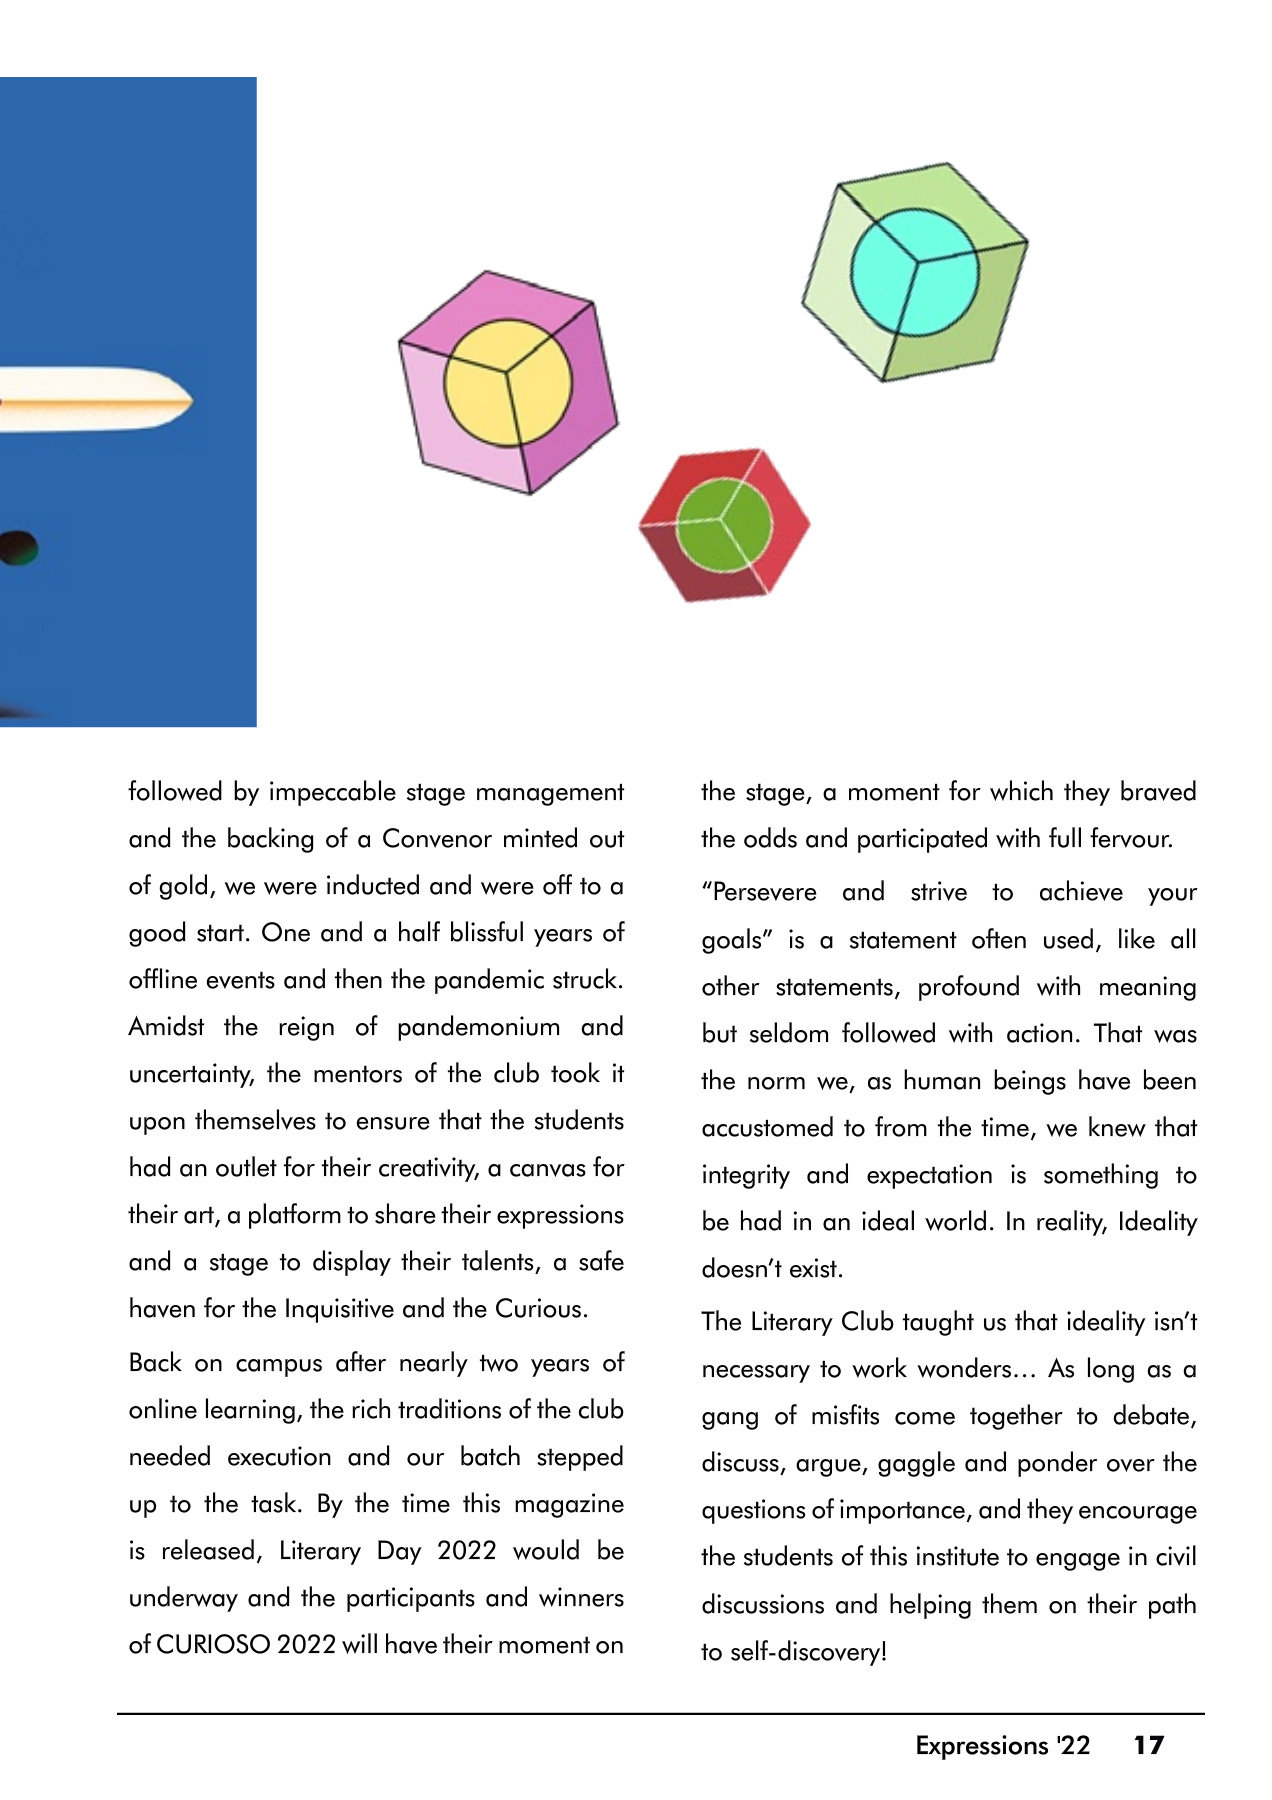 followed by impeccable stage management
and the backing of a Convenor minted out
of gold, we were inducted and were off to a
good start. One and a half blissful years of
offline events and then the pandemic struck.
Amidst the reign of pandemonium and
uncertainty, the mentors of the club took it
upon themselves to ensure that the students
had an outlet for their creativity, a canvas for
their art, a platform to share their expressions
and a stage to display their talents, a safe
haven for the Inquisitive and the Curious.
Back on campus after nearly two years of
online learning, the rich traditions of the club
needed execution and our batch stepped
up to the task. By the time this magazine
is released, Literary Day 2022 would be
underway and the participants and winners
of CURIOSO 2022 will have their moment on
the stage, a moment for which they braved
the odds and participated with full fervour.
“Persevere and strive to achieve your
goals” is a statement often used, like all
other statements, profound with meaning
but seldom followed with action. That was
the norm we, as human beings have been
accustomed to from the time, we knew that
integrity and expectation is something to
be had in an ideal world. In reality, Ideality
doesn’t exist.
The Literary Club taught us that ideality isn’t
necessary to work wonders… As long as a
gang of misfits come together to debate,
discuss, argue, gaggle and ponder over the
questions of importance, and they encourage
the students of this institute to engage in civil
discussions and helping them on their path
to self-discovery!
Expressions '22 17